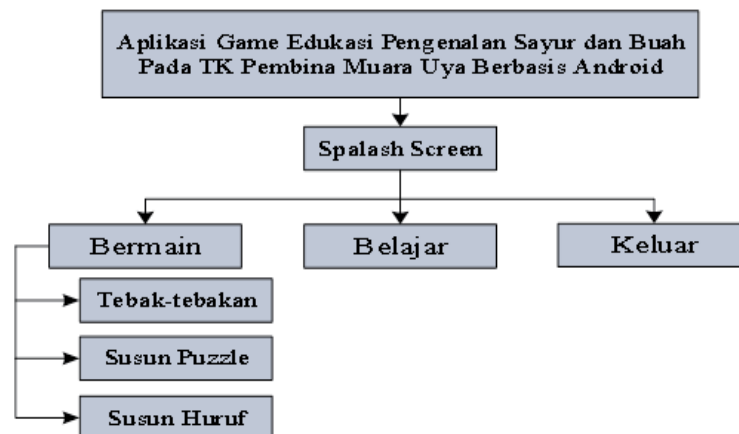 Aplikasi Game Edukasi Pengenalan Sayur dan Buah
Pada TK Pembina Muara Uya Berbasis Android
Spalash Screen
Bermain
Belajar
Keluar
Tebak-tebakan
Susun Puzzle
Susun Huruf